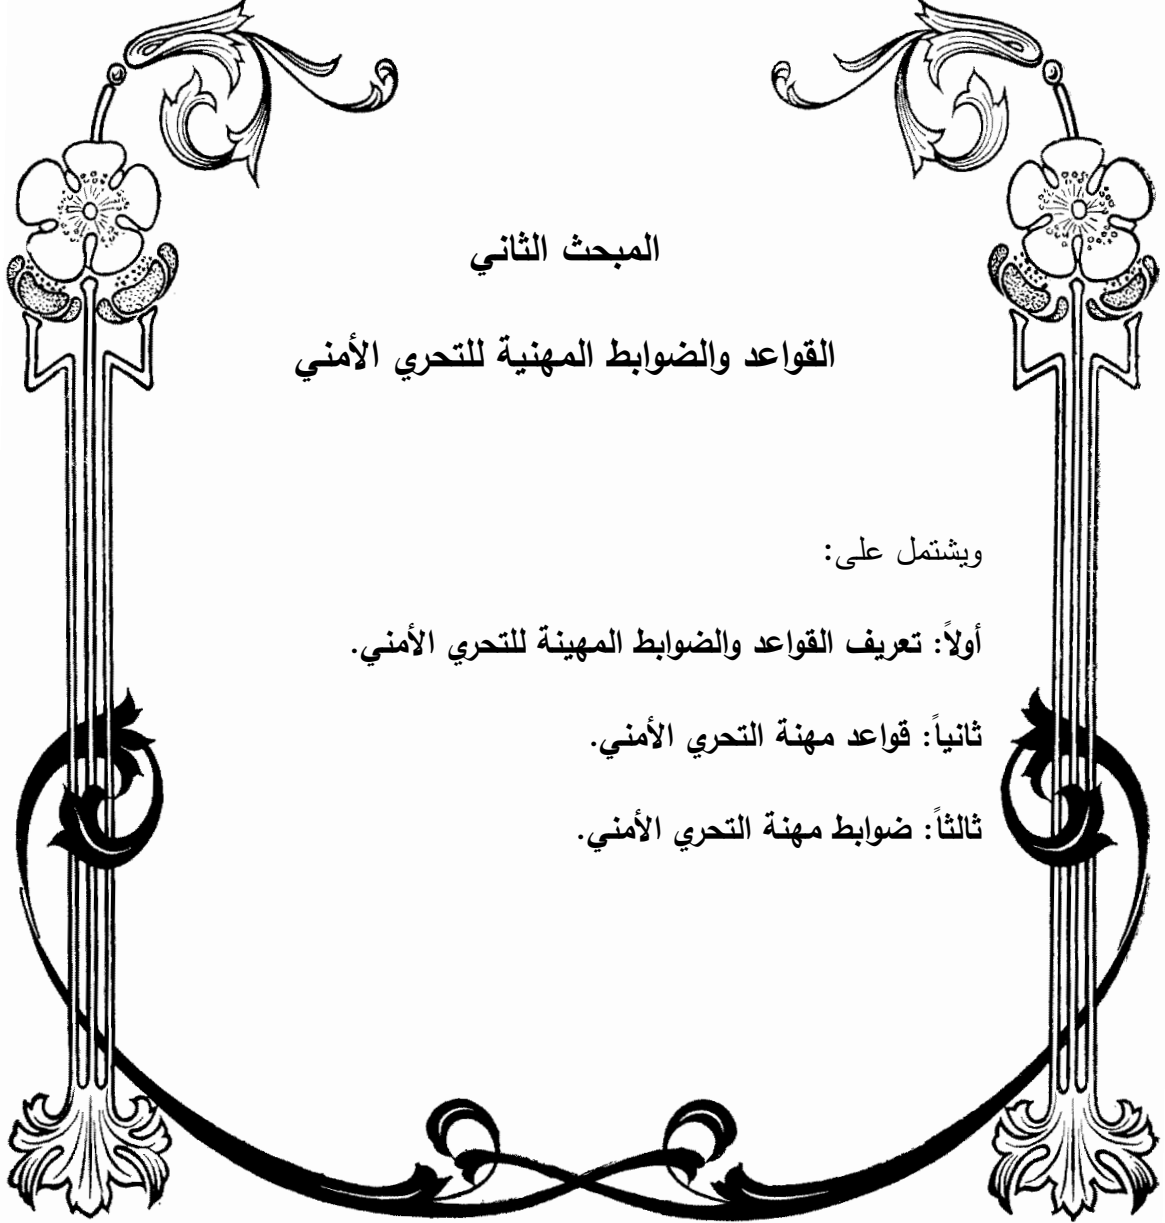 المبحث الثاني
القواعد والضوابط المهنية للتحري الأمني
ويشتمل على:
أولاً: تعريف القواعد والضوابط المهينة للتحري الأمني.
ثانياً: قواعد مهنة التحري الأمني.
ثالثاً: ضوابط مهنة التحري الأمني.